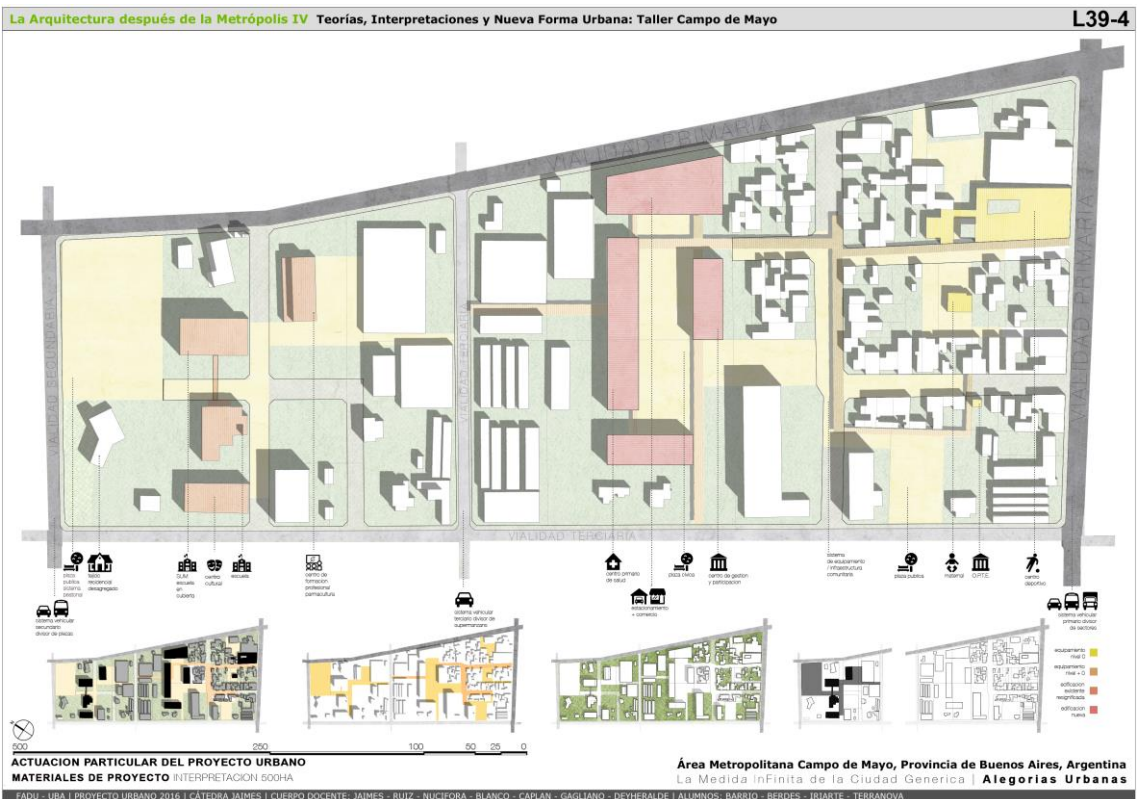 La Arquitectura después de la Metrópolis IV Teorías, Interpretaciones y Nueva Forma Urbana: Taller Campo de Mayo
L39-4
VIALIDAD PRIMARIA
VIALIDAD PRIMARIA
VIALIDAD SECUNDARIA
VIALIDAD TERCIARIA
VIALIDAD TERCIARIA
plaza
publica
sistema
peatonal
tejido
residencial
desagregado
SUM
escuela
en
cubierta
centro
cultural
escuela
centro de
formacion
profesional
permacultura
centro primario
de salud
plaza civica
centro de gestion
y participacion
sistema
de equipamiento
/ infraestructura
comunitaria
plaza publica
maternal
O.P.T.E.
centro
deportivo
sistema vehicular
secundario
divisor de piezas
sistema vehicular
terciario divisor de
supermanzana
estacionamiento
+ comercio
sistema vehicular
primario divisor
de sectores
equipamiento
nivel 0
equipamiento
nivel + 0
edificacion
existente
resignificada
edificacion
nueva
500 250 100 50 25 0
ACTUACION PARTICULAR DEL PROYECTO URBANO
MATERIALES DE PROYECTO INTERPRETACION 500HA
Área Metropolitana Campo de Mayo, Provincia de Buenos Aires, Argentina
La Medida InFinita de la Ciudad Generica | Alegorias Urbanas
FADU - UBA | PROYECTO URBANO 2016 | CÁTEDRA JAIMES | CUERPO DOCENTE: JAIMES - RUIZ - NUCIFORA - BLANCO - CAPLAN - GAGLIANO - DEYHERALDE | ALUMNOS: BARRIO - BERDES - IRIARTE - TERRANOVA